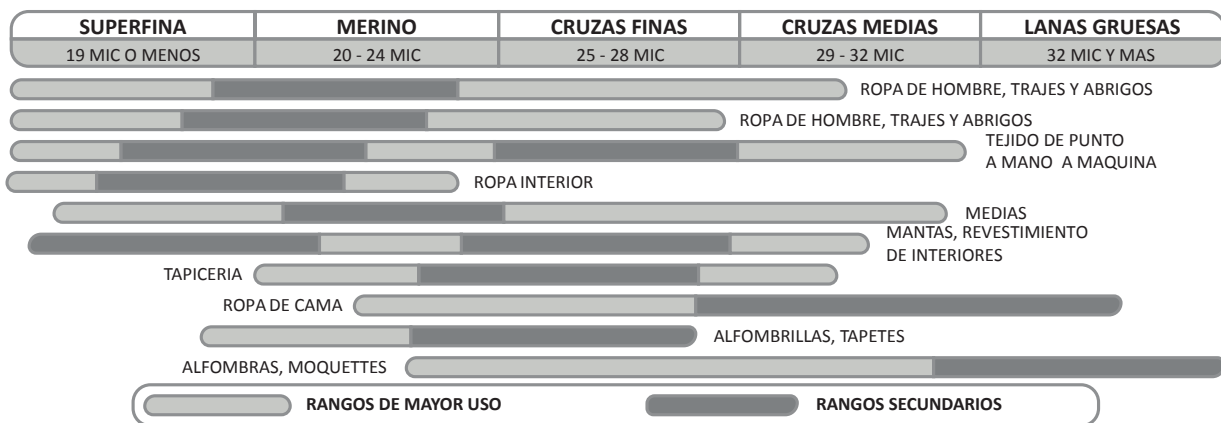 SUPERFINA
MERINO
CRUZAS FINAS
CRUZAS MEDIAS
LANAS GRUESAS
19 MIC O MENOS
20 - 24 MIC
25 - 28 MIC
29 - 32 MIC
32 MIC Y MAS
ROPA DE HOMBRE, TRAJES Y ABRIGOS
ROPA DE HOMBRE, TRAJES Y ABRIGOS
TEJIDO DE PUNTO
A MANO A MAQUINA
ROPA INTERIOR
MEDIAS
MANTAS, REVESTIMIENTO
DE INTERIORES
TAPICERIA
ROPA DE CAMA
ALFOMBRILLAS, TAPETES
ALFOMBRAS, MOQUETTES
RANGOS DE MAYOR USO
RANGOS SECUNDARIOS